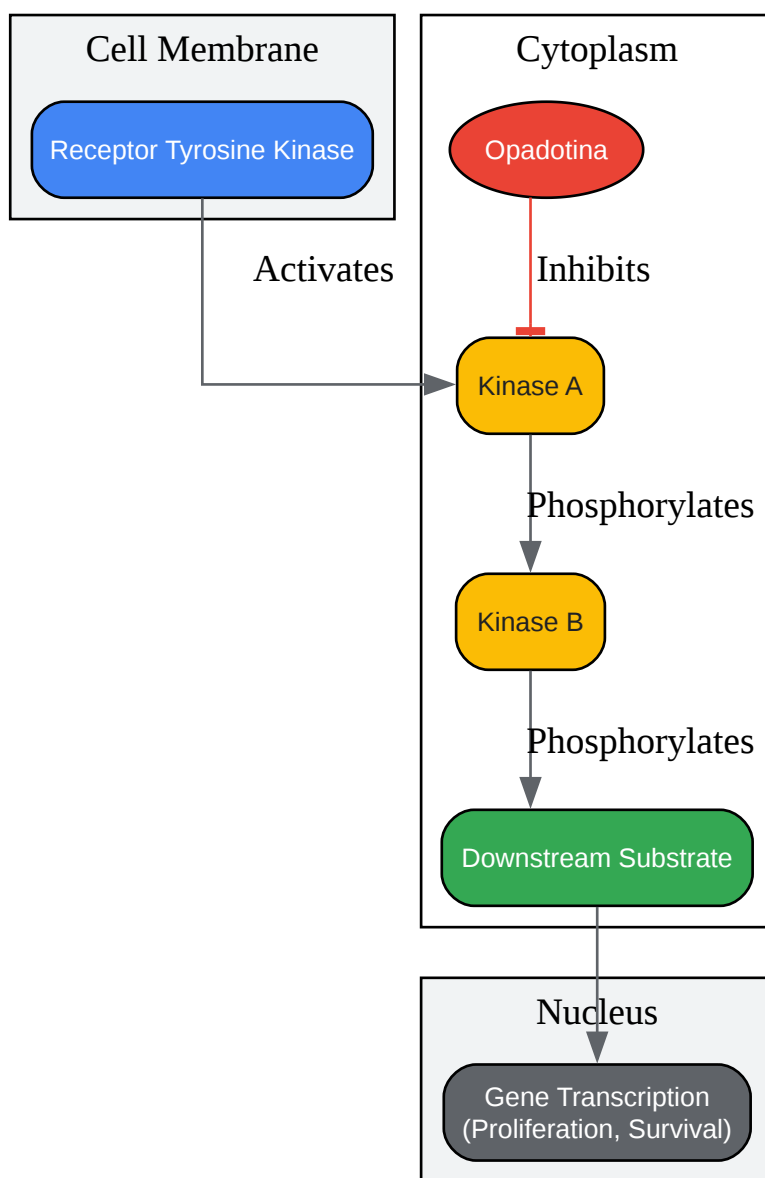 Cell Membrane
Receptor Tyrosine Kinase
Cytoplasm
Opadotina
Activates
Inhibits
Kinase A
Phosphorylates
Kinase B
Phosphorylates
Downstream Substrate
Nucleus
Gene Transcription
(Proliferation, Survival)